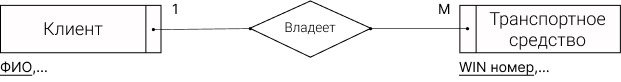 Клиент
1
Владеет
М
Транспортное
средство
ФИО,...
WIN номер,...